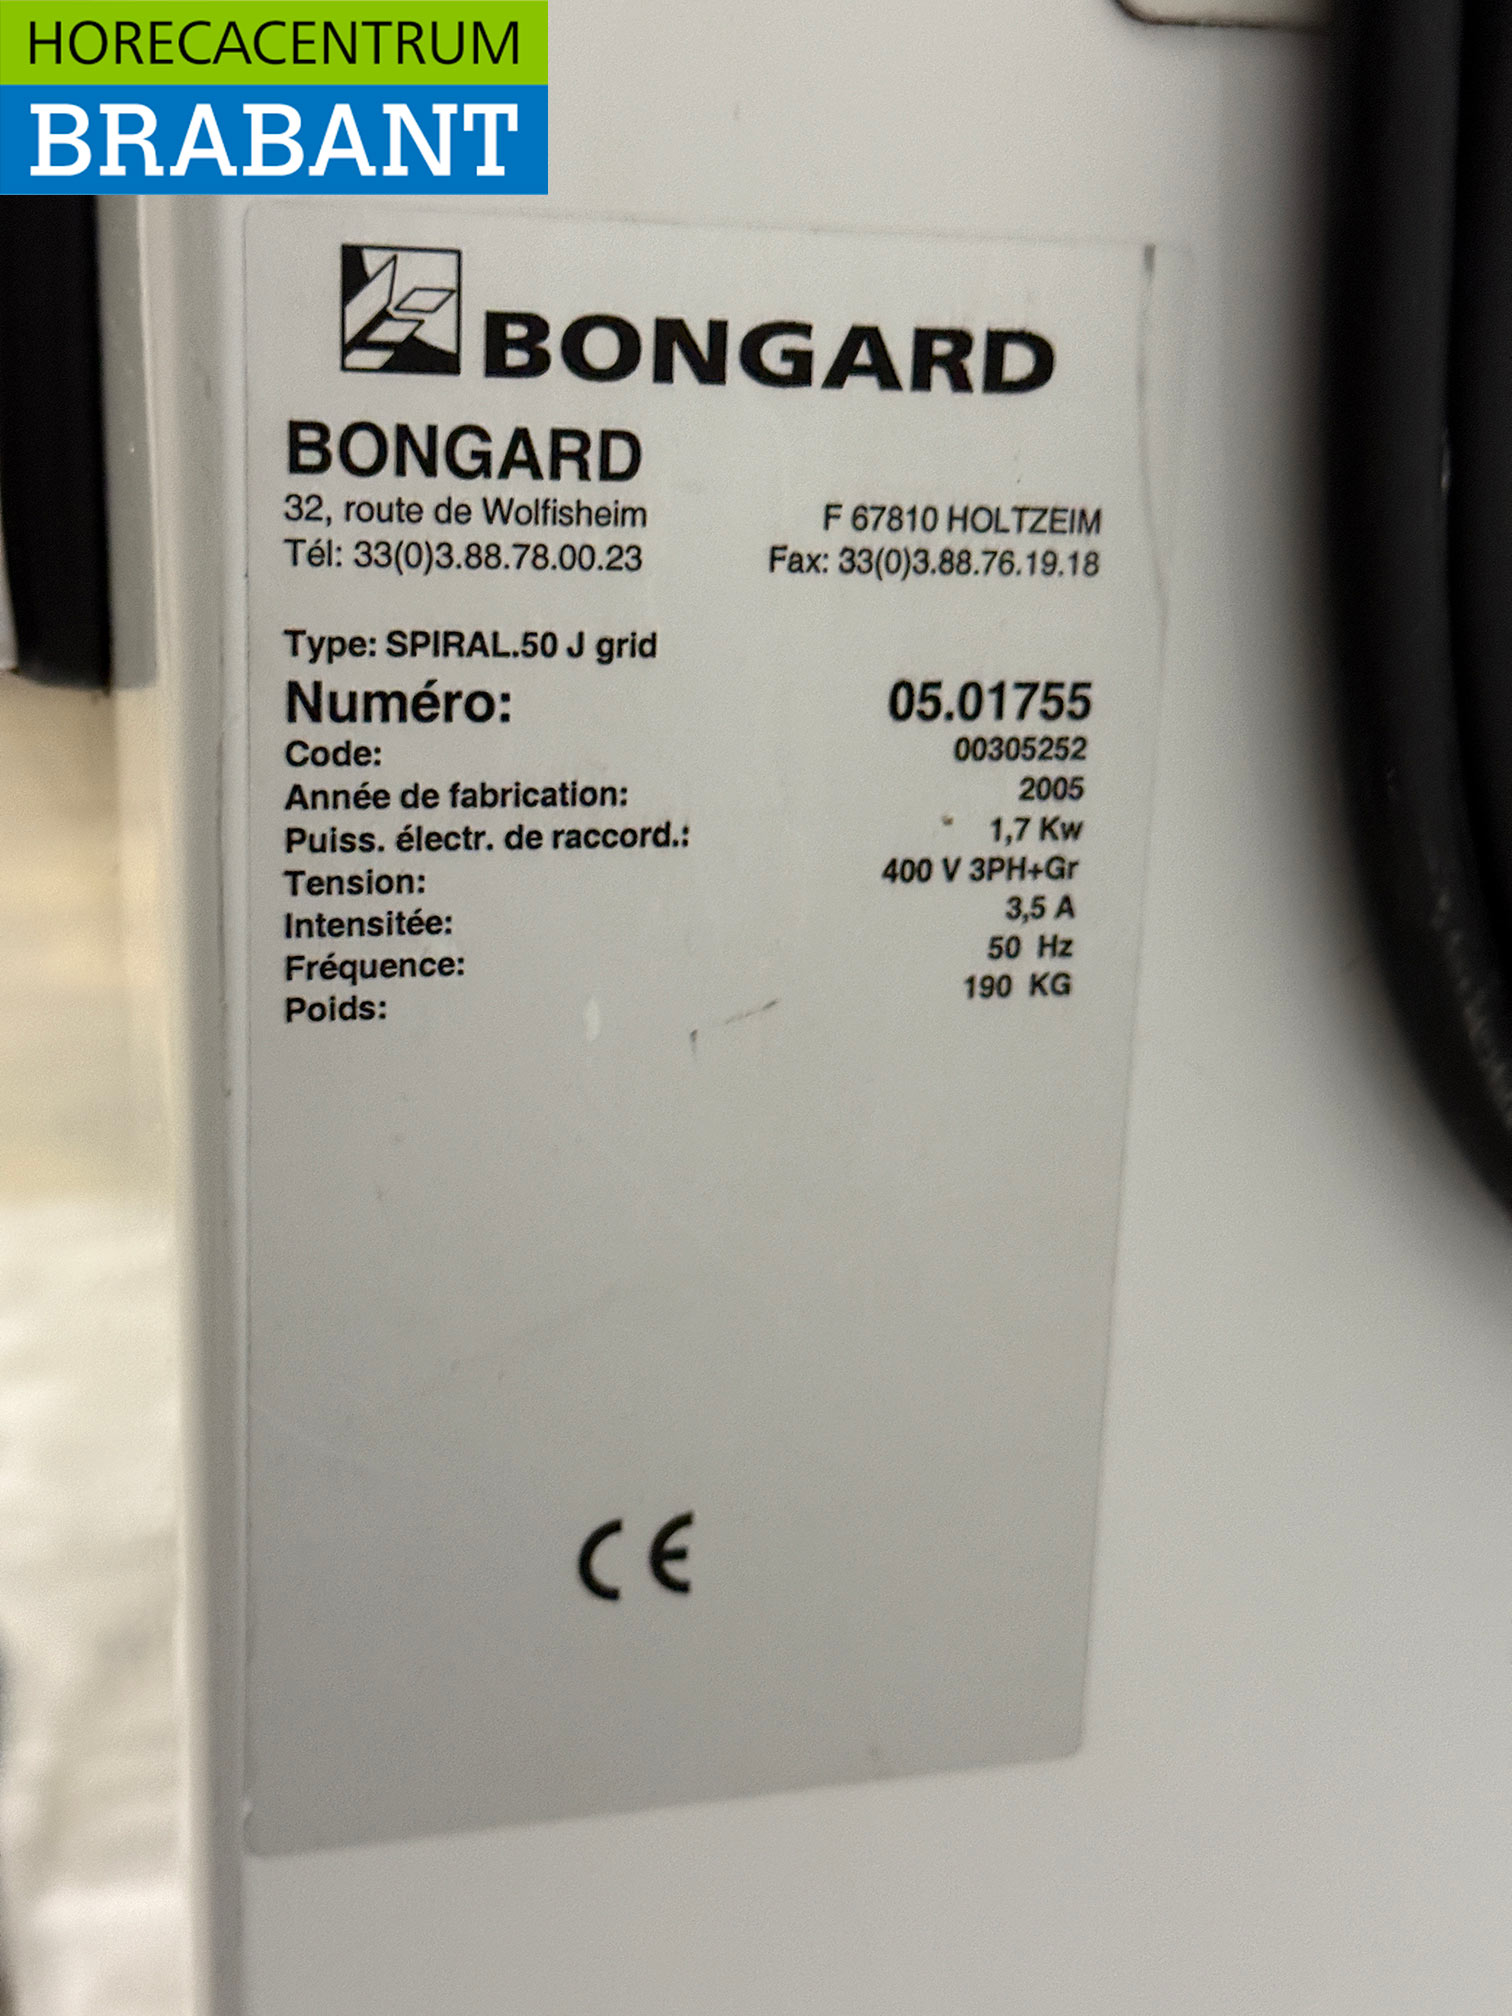 HORECACENTRUM
BRABANT
BONGARD
BONGARD
32, route de Wolfisheim F 67810 HOLTZEIM
Tél: 33(0)3.88.78.00.23 Fax: 33(0)3.88.76.19.18
Type: SPIRAL.50 J grid
Numéro: 05.01755
Code: 00305252
Année de fabrication: 2005
Puiss. électr. de raccord.: 1,7 Kw
Tension: 400 V 3PH+Gr
Intensitée: 3,5 A
Fréquence: 50 Hz
Poids: 190 KG
CE